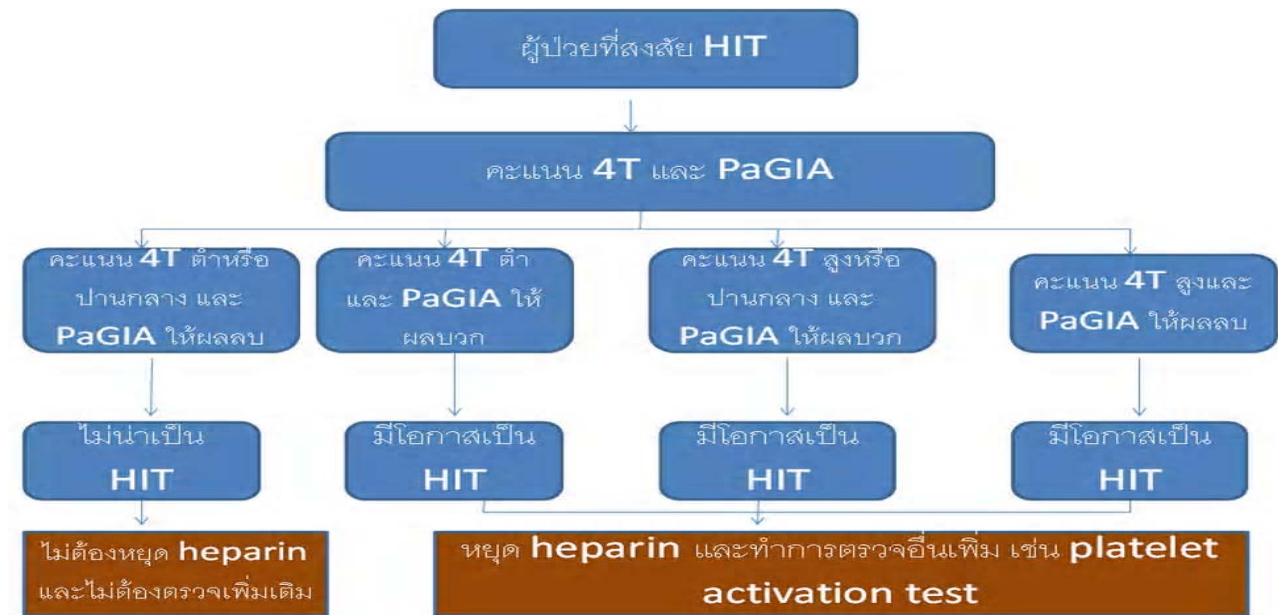 ผู้ป่วยที่สงสัย HIT
คะแนน 4T และ PaGIA
คะแนน 4T ต่ำหรือ
ปานกลาง และ
PaGIA ให้ผลลบ
คะแนน 4T ต่ำ
และ PaGIA ให้
ผลบวก
คะแนน 4T สูงหรือ
ปานกลาง และ
PaGIA ให้ผลบวก
คะแนน 4T สูงและ
PaGIA ให้ผลลบ
ไม่น่าเป็น
HIT
มีโอกาสเป็น
HIT
มีโอกาสเป็น
HIT
มีโอกาสเป็น
HIT
ไม่ต้องหยุด heparin
และไม่ต้องตรวจเพิ่มเติม
หยุด heparin และทำการตรวจอื่นเพิ่ม เช่น platelet
activation test